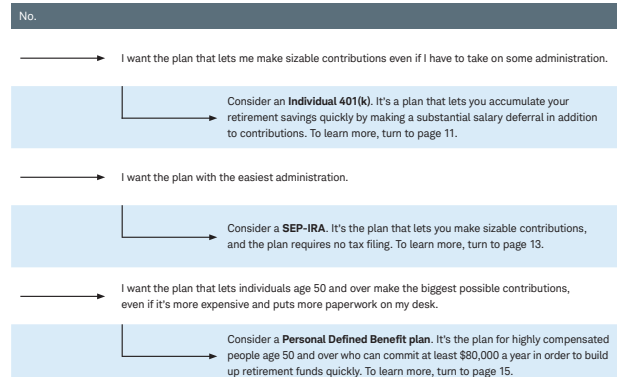 No.
I want the plan that lets me make sizable contributions even if I have to take on some administration.
Consider an Individual 401(k). It's a plan that lets you accumulate your
retirement savings quickly by making a substantial salary deferral in addition
to contributions. To learn more, turn to page 11.
I want the plan with the easiest administration.
Consider a SEP-IRA. It's the plan that lets you make sizable contributions,
and the plan requires no tax filing. To learn more, turn to page 13.
I want the plan that lets individuals age 50 and over make the biggest possible contributions,
even if it's more expensive and puts more paperwork on my desk.
Consider a Personal Defined Benefit plan. It's the plan for highly compensated
people age 50 and over who can commit at least $80,000 a year in order to build
up retirement funds quickly. To learn more, turn to page 15.